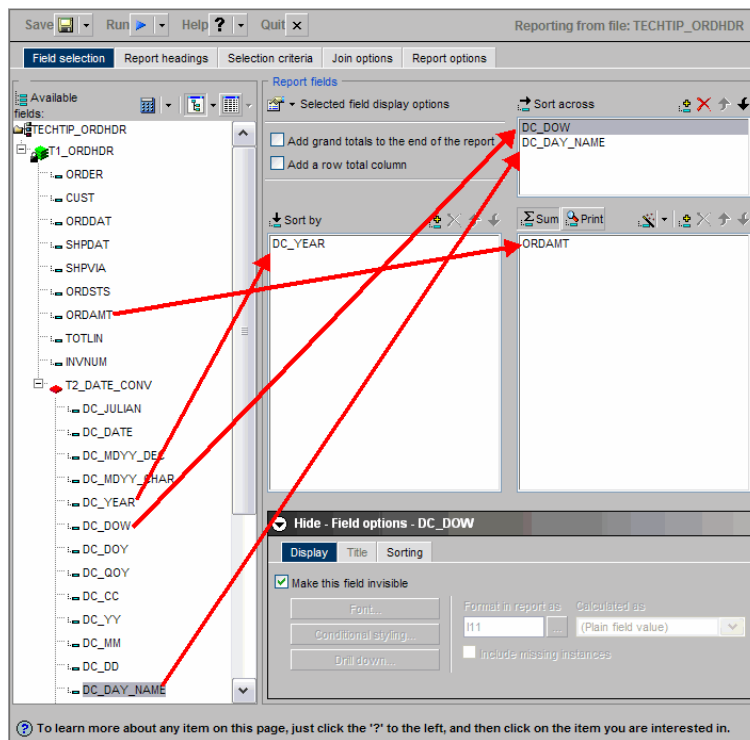 Save Run Help ? Quit × Reporting from file: TECHTIP_ORDHDR
Field selection Report headings Selection criteria Join options Report options
Available
fields:
TECHTIP_ORDHDR
T1_ORDHDR
ORDER
CUST
ORDDAT
SHPDAT
SHPVIA
ORDSTS
ORDAMT
TOTLIN
INVNUM
T2_DATE_CONV
DC_JULIAN
DC_DATE
DC_MDYY_DEC
DC_MDYY_CHAR
DC_YEAR
DC_DOW
DC_DOY
DC_QOY
DC_CC
DC_YY
DC_MM
DC_DD
DC_DAY_NAME
Report fields
Selected field display options
Add grand totals to the end of the report
Add a row total column
Sort across
DC_DOW
DC_DAY_NAME
Sort by
DC_YEAR
Sum Print
ORDAMT
Hide - Field options - DC_DOW
Display Title Sorting
Make this field invisible
Font...
Conditional styling...
Drill down...
Format in report as Calculated as
I11 ... (Plain field value)
Include missing instances
? To learn more about any item on this page, just click the '?' to the left, and then click on the item you are interested in.